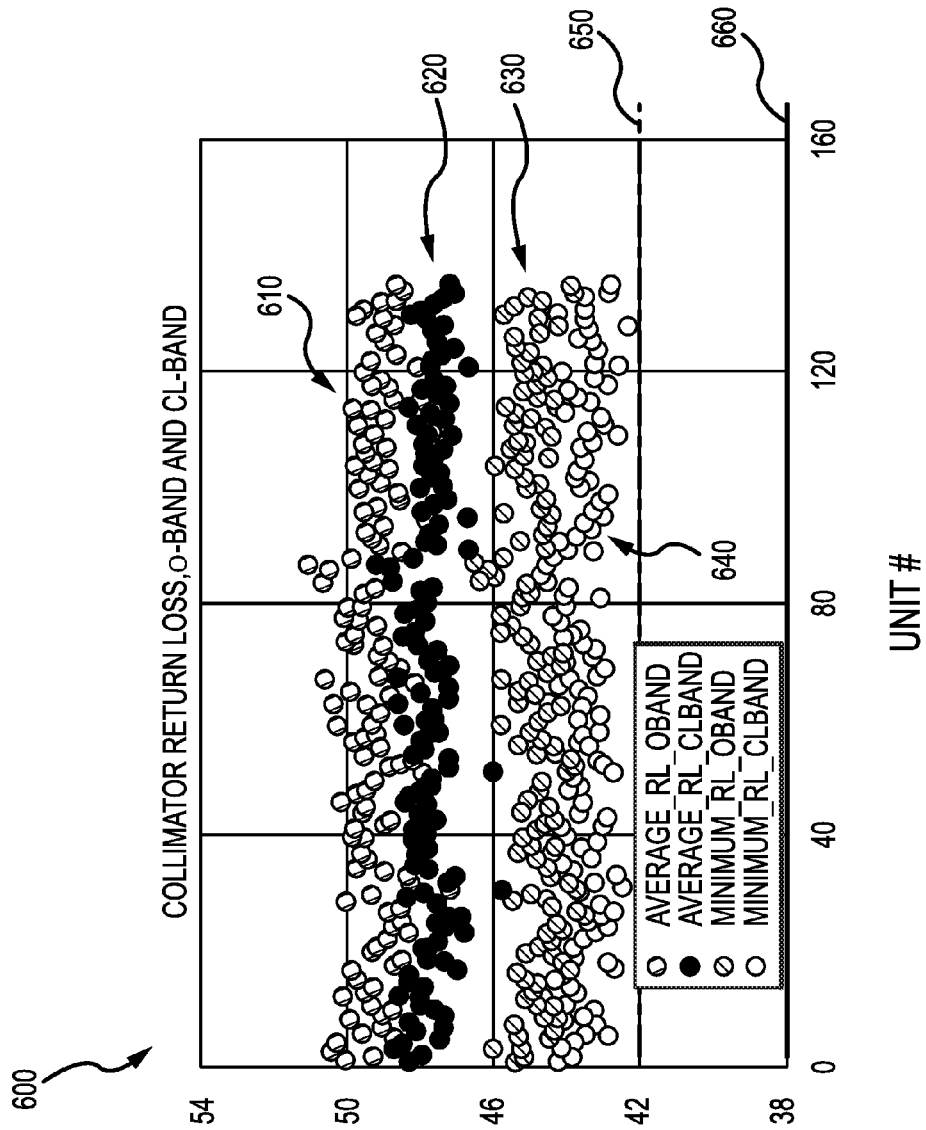 600
COLLIMATOR RETURN LOSS, o-BAND AND CL-BAND
610
620
630
640
650
660
54
50
46
42
38
0
40
80
120
160
UNIT #
AVERAGE_RL_OBAND
AVERAGE_RL_CLBAND
MINIMUM_RL_OBAND
MINIMUM_RL_CLBAND